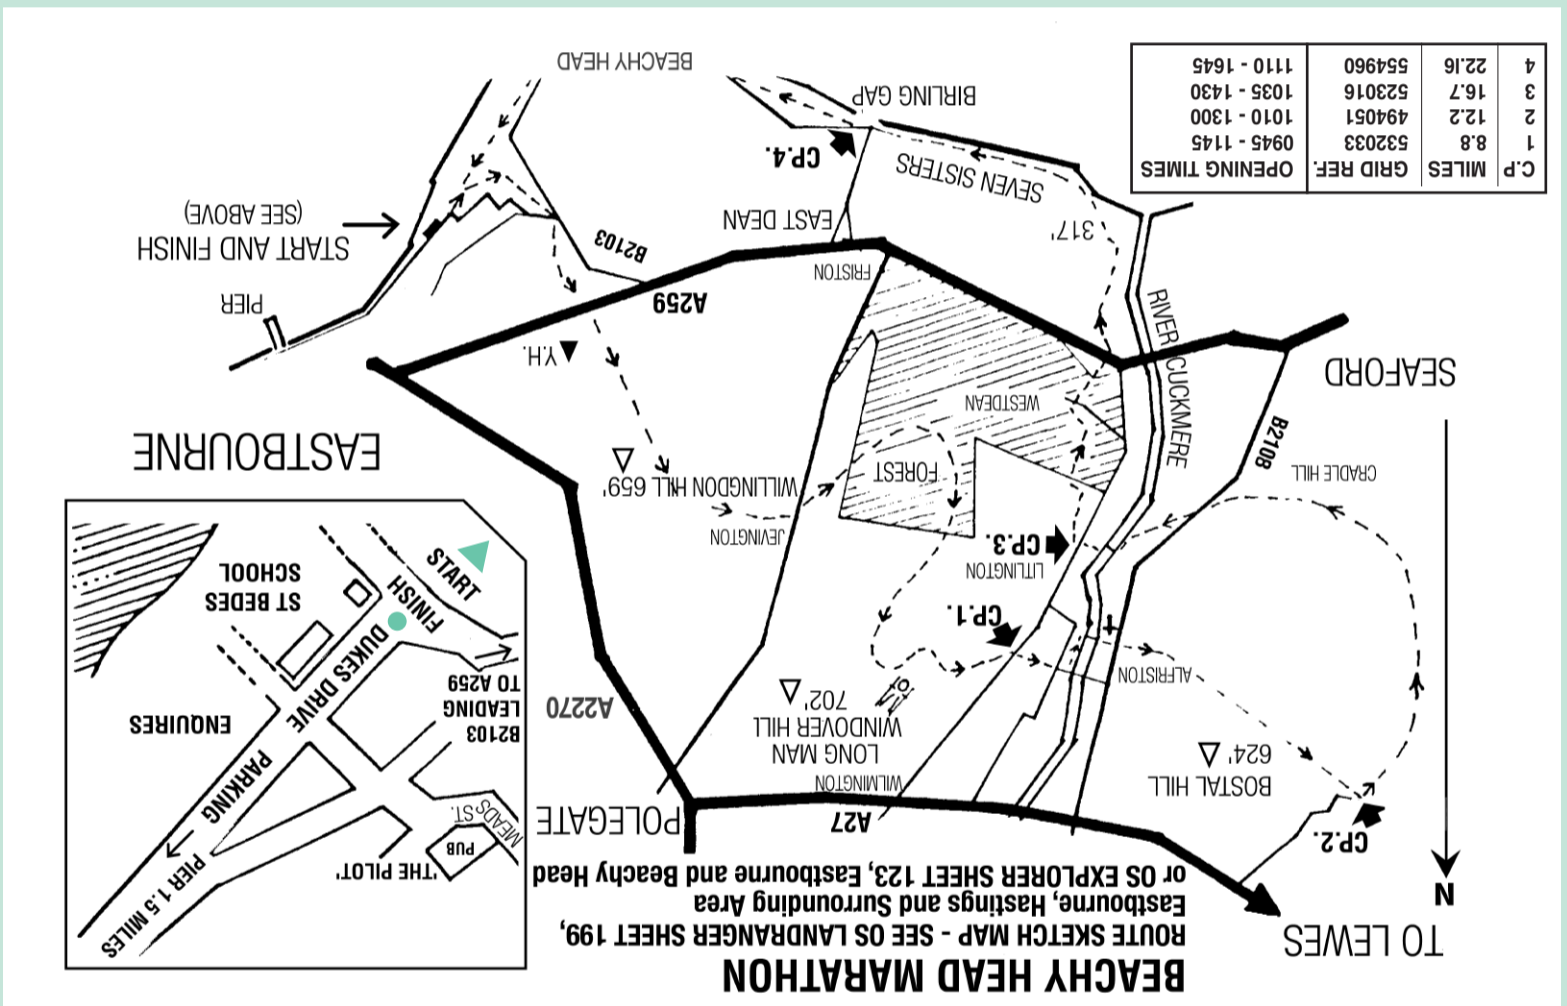 BEACHY HEAD MARATHON
ROUTE SKETCH MAP - SEE OS LANDRANGER SHEET 199,
Eastbourne, Hastings and Surrounding Area
or OS EXPLORER SHEET 123, Eastbourne and Beachy Head
TO LEWES
N
CP.2.
BOSTAL HILL
624'
A27
POLEGATE
WILMINGTON
LONG MAN
WINDOVER HILL
702'
A2270
ALFRISTON
CP.1.
LITLINGTON
CP.3.
JEVINGTON
WILLINGDON HILL 659'
FOREST
CRADLE HILL
B2108
WESTDEAN
RIVER CUCKMERE
SEAFORD
EASTBOURNE
Y.H.
A259
PIER
FRISTON
B2103
START AND FINISH
(SEE ABOVE)
EAST DEAN
317'
SEVEN SISTERS
CP.4.
BIRLING GAP
BEACHY HEAD
C.P MILES GRID REF. OPENING TIMES
1 8.8 532033 0945 - 1145
2 12.2 494051 1010 - 1300
3 16.7 523016 1035 - 1430
4 22.16 554960 1110 - 1645
PIER 1.5 MILES
'THE PILOT'
PUB
MEADS ST.
PARKING
B2103
LEADING
TO A259
ENQUIRES
DUKES DRIVE
FINISH
START
ST BEDES
SCHOOL